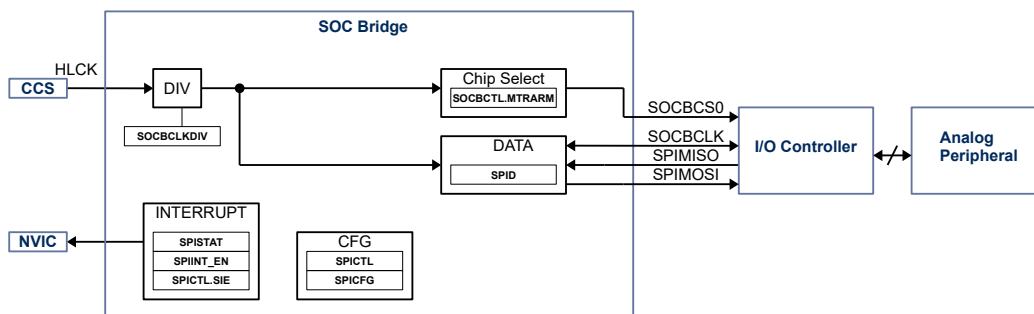 SOC Bridge
HLCK
CCS
DIV
SOCBCLKDIV
Chip Select
SOCBCTL.MTRARM
DATA
SPID
SOCBCS0
SOCBCLK
SPIMISO
SPIMOSI
I/O Controller
Analog
Peripheral
NVIC
INTERRUPT
SPISTAT
SPIINT_EN
SPICTL.SIE
CFG
SPICTL
SPICFG